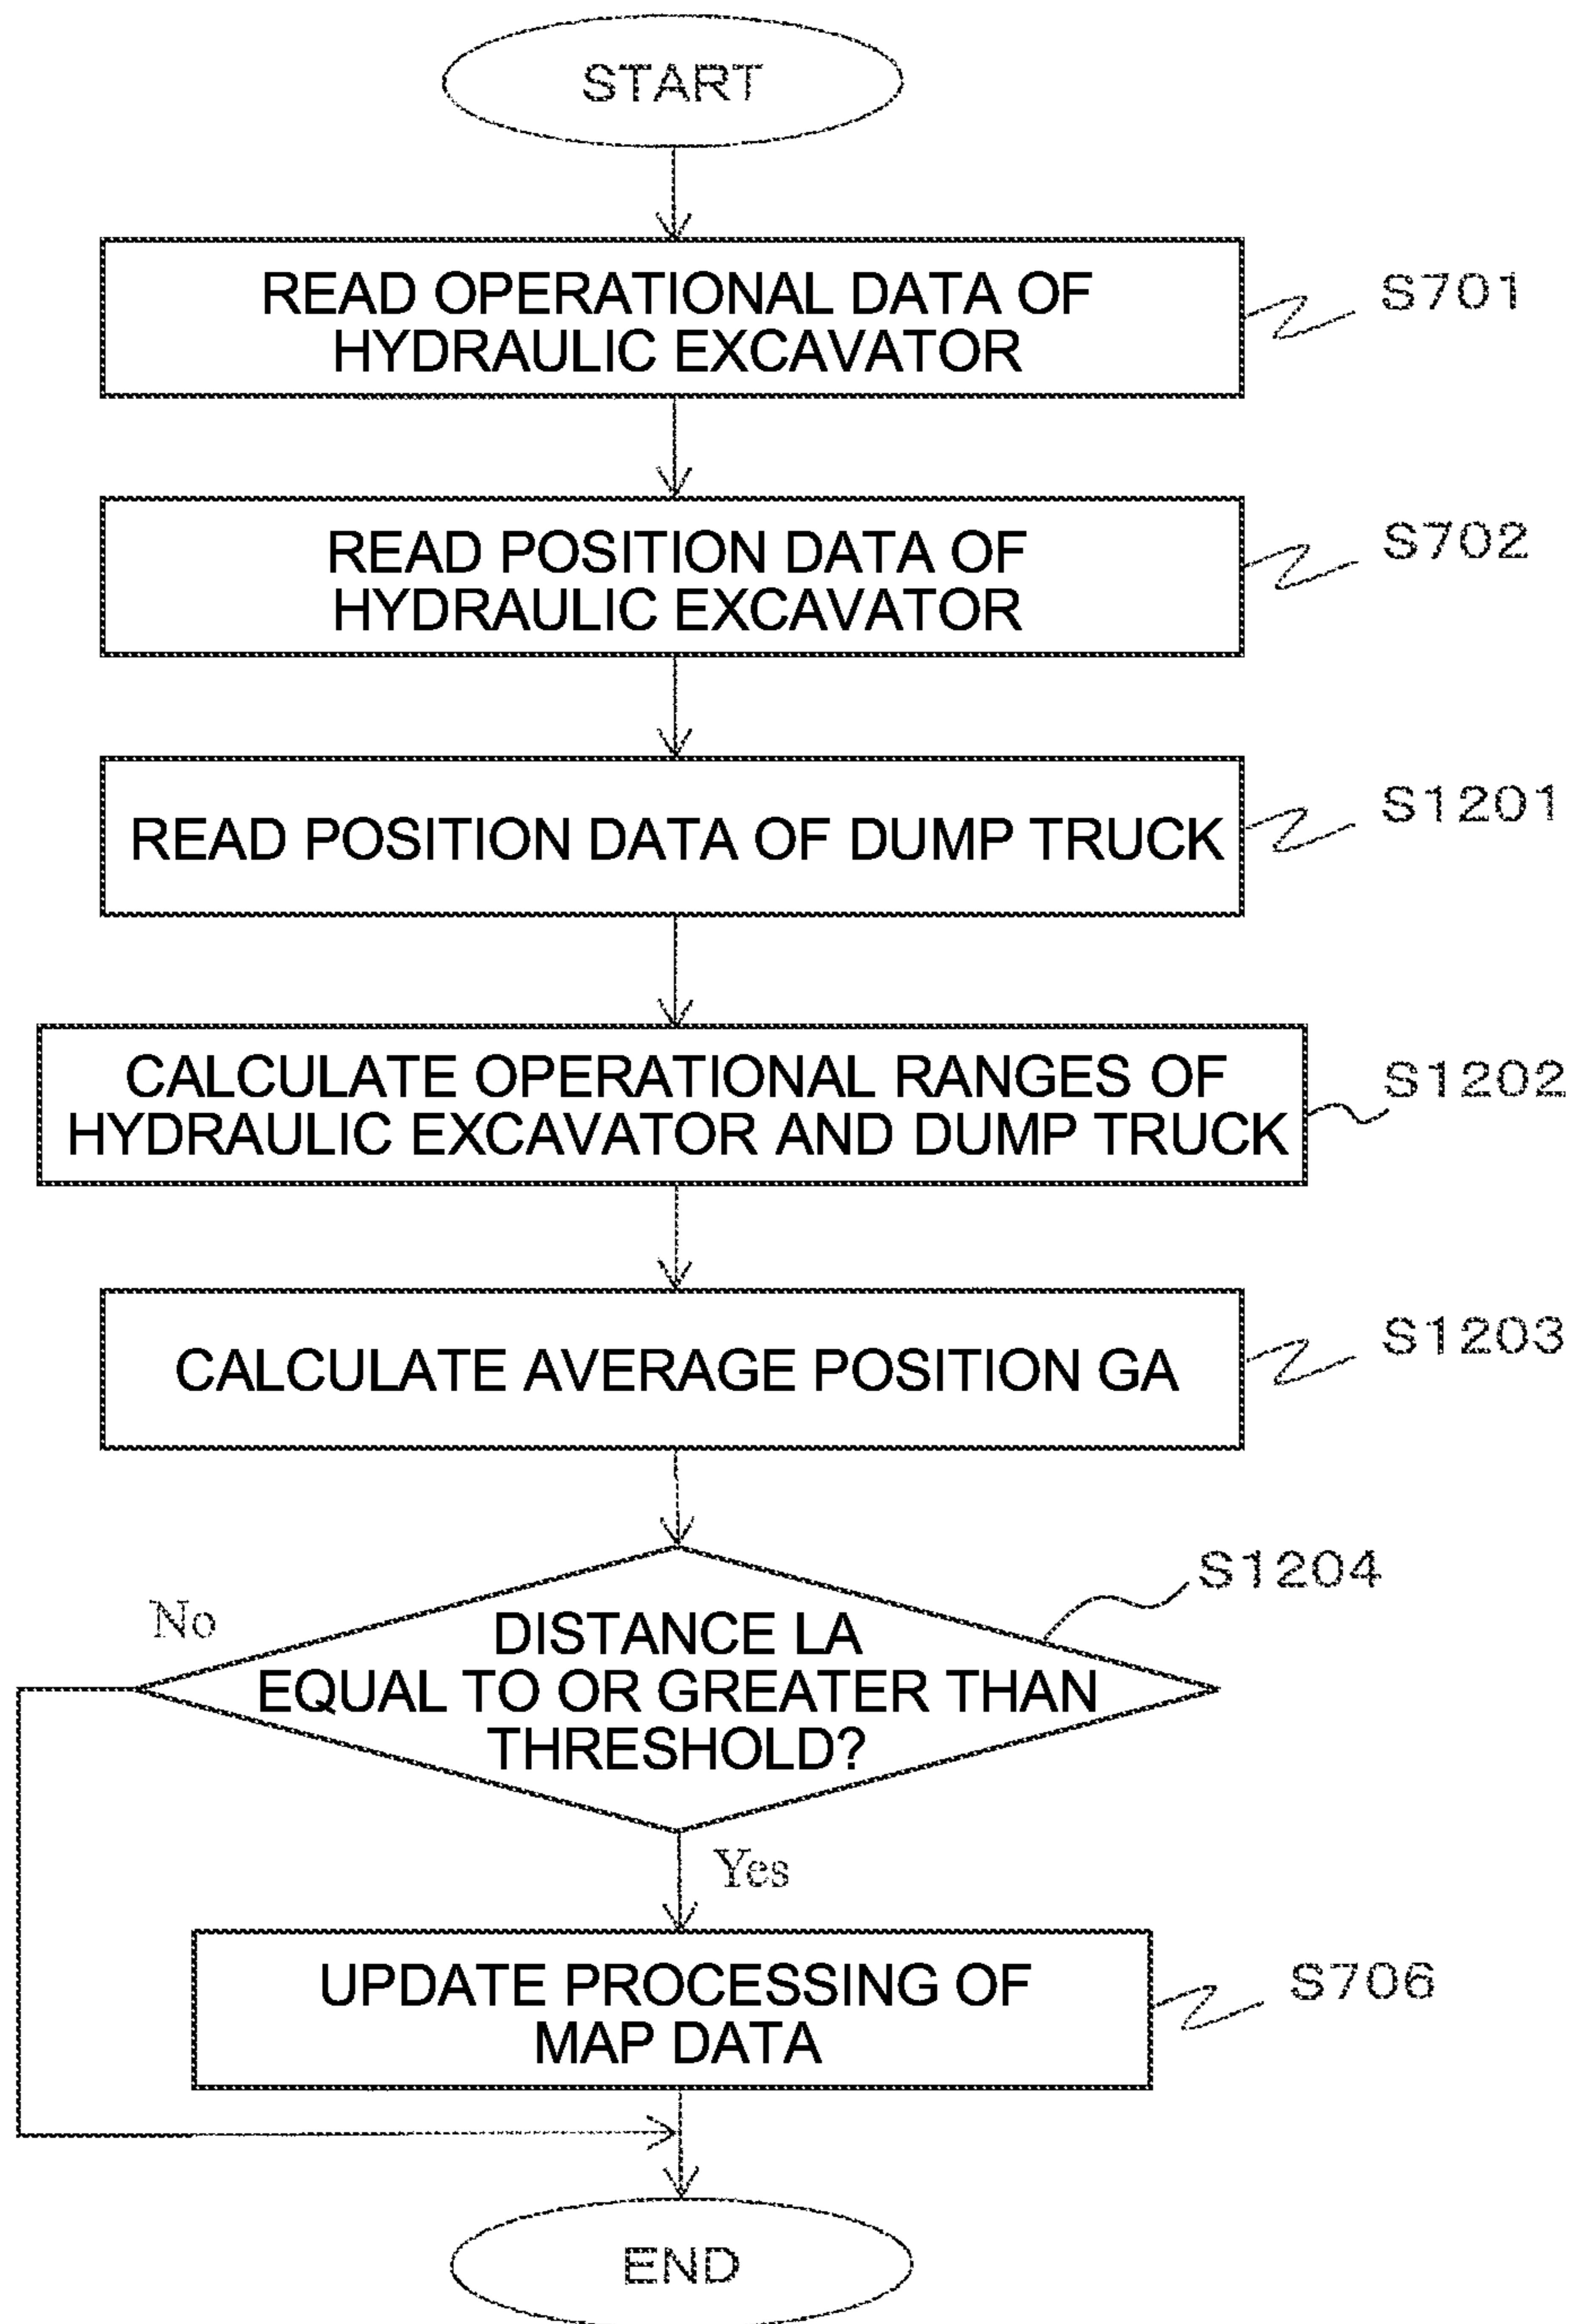 START
READ OPERATIONAL DATA OF
HYDRAULIC EXCAVATOR
S701
READ POSITION DATA OF
HYDRAULIC EXCAVATOR
S702
READ POSITION DATA OF DUMP TRUCK
S1201
CALCULATE OPERATIONAL RANGES OF
HYDRAULIC EXCAVATOR AND DUMP TRUCK
S1202
CALCULATE AVERAGE POSITION GA
S1203
S1204
No
DISTANCE LA
EQUAL TO OR GREATER THAN
THRESHOLD?
Yes
UPDATE PROCESSING OF
MAP DATA
S706
END